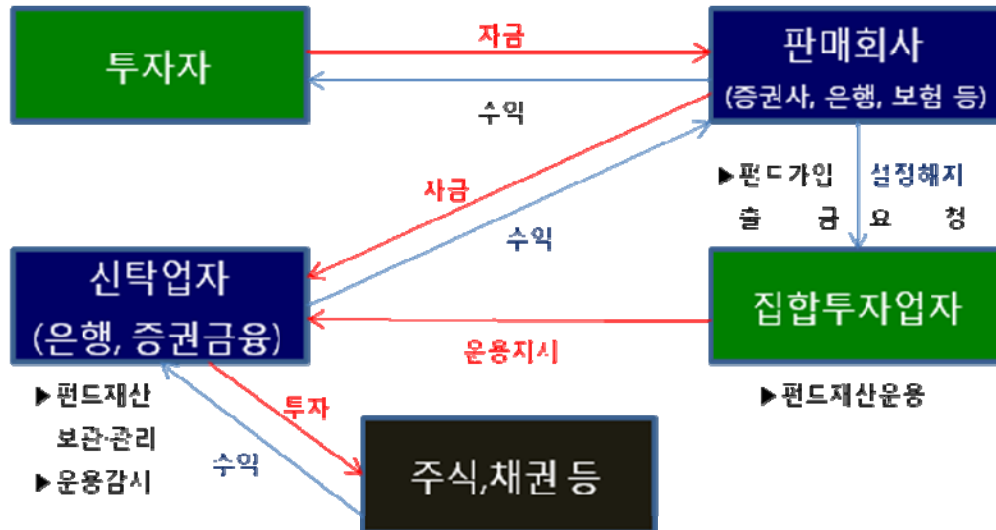 자금
투자자
판매회사
(증권사, 은행, 보험 등)
수익
▶펀드가입 설정해지
출 금 요 청
자금
수익
신탁업자
(은행, 증권금융)
집합투자업자
운용지시
▶펀드재산
보관·관리
▶운용감시
투자
수익
▶펀드재산운용
주식,채권 등